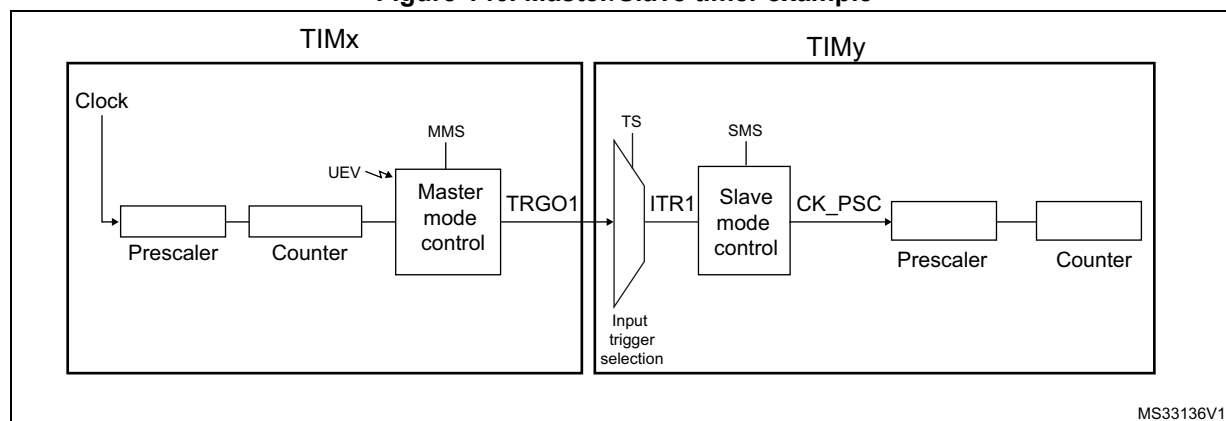 TIMx
TIMy
Clock
MMS
UEV
Master
mode
control
TRGO1
Prescaler
Counter
TS
ITR1
SMS
Slave
mode
control
CK_PSC
Prescaler
Counter
Input
trigger
selection
MS33136V1